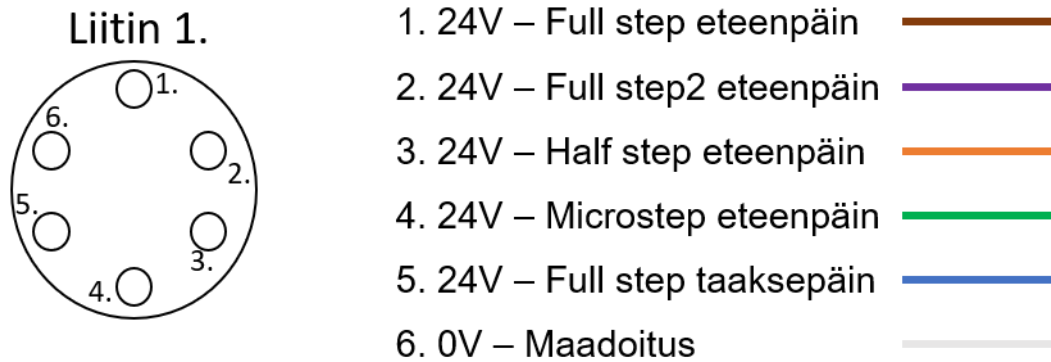 Liitin 1.
1.
2.
3.
4.
5.
6.
1. 24V – Full step eteenpäin
2. 24V – Full step2 eteenpäin
3. 24V – Half step eteenpäin
4. 24V – Microstep eteenpäin
5. 24V – Full step taaksepäin
6. 0V – Maadoitus